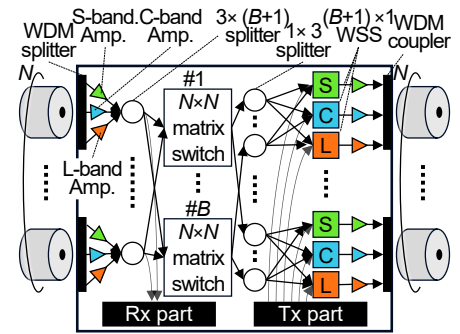 S-band
Amp.
C-band
Amp.
3×(B+1)
splitter
1×3
splitter
(B+1)×1
WSS
WDM
coupler
WDM
splitter
N
N
#1
N×N
matrix
switch
S
C
L
L-band
Amp.
#B
N×N
matrix
switch
S
C
L
Rx part
Tx part